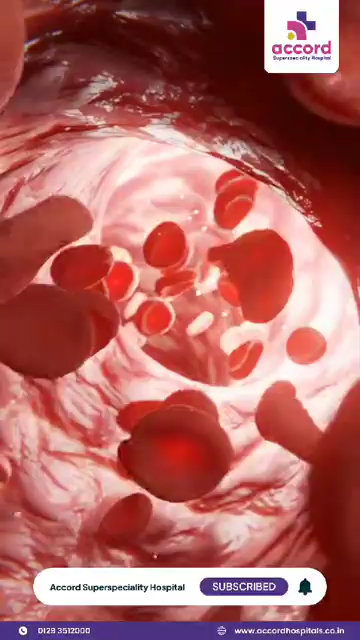 accord
Superspeciality Hospital
Accord Superspeciality Hospital
SUBSCRIBED
0129 3512000
www.accordhospitals.co.in